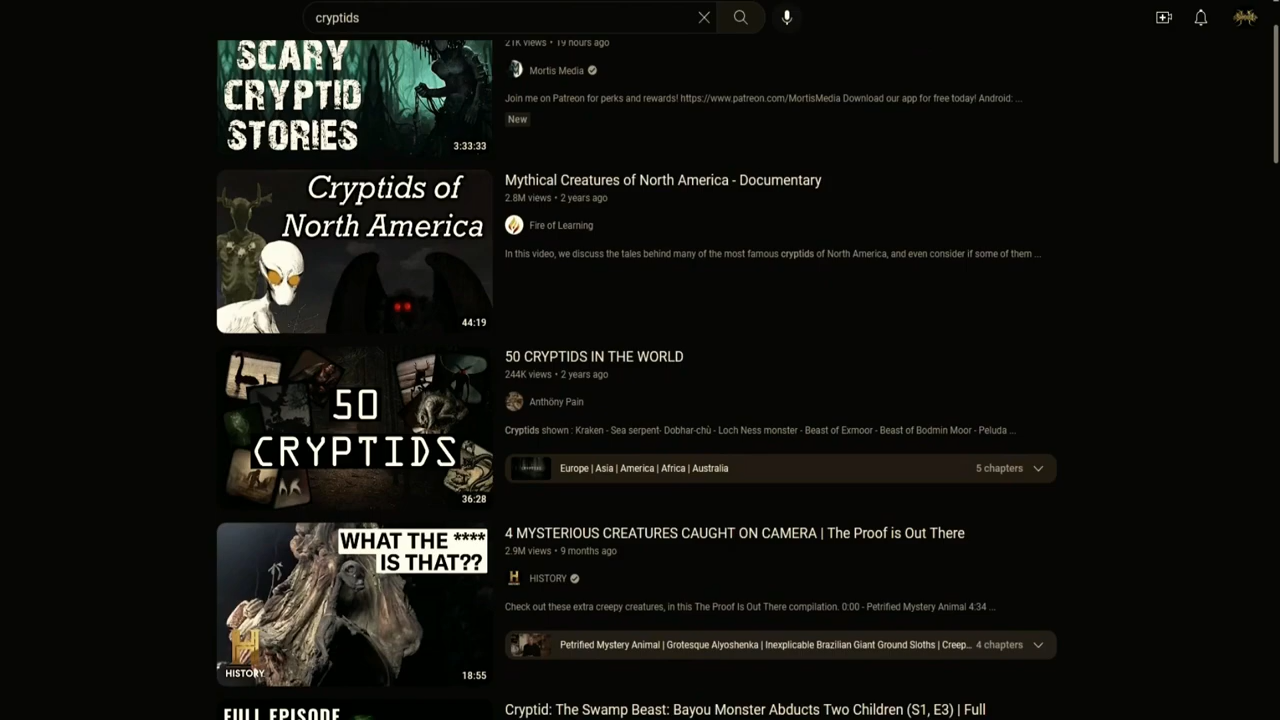 cryptids
SCARY
CRYPTID
STORIES
3:33:33
21K views • 19 hours ago
Mortis Media
Join me on Patreon for perks and rewards! https://www.patreon.com/MortisMedia Download our app for free today! Android: ...
New
Cryptids of
North America
44:19
Mythical Creatures of North America - Documentary
2.8M views • 2 years ago
Fire of Learning
In this video, we discuss the tales behind many of the most famous cryptids of North America, and even consider if some of them ...
50
CRYPTIDS
36:28
50 CRYPTIDS IN THE WORLD
244K views • 2 years ago
Anthöny Pain
Cryptids shown : Kraken - Sea serpent- Dobhar-chù - Loch Ness monster - Beast of Exmoor - Beast of Bodmin Moor - Peluda ...
Europe | Asia | America | Africa | Australia
5 chapters
WHAT THE ****
IS THAT??
HISTORY
18:55
4 MYSTERIOUS CREATURES CAUGHT ON CAMERA | The Proof is Out There
2.9M views • 9 months ago
HISTORY
Check out these extra creepy creatures, in this The Proof Is Out There compilation. 0:00 - Petrified Mystery Animal 4:34 ...
Petrified Mystery Animal | Grotesque Alyoshenka | Inexplicable Brazilian Giant Ground Sloths | Creep...
4 chapters
FULL EPISODE
Cryptid: The Swamp Beast: Bayou Monster Abducts Two Children (S1, E3) | Full